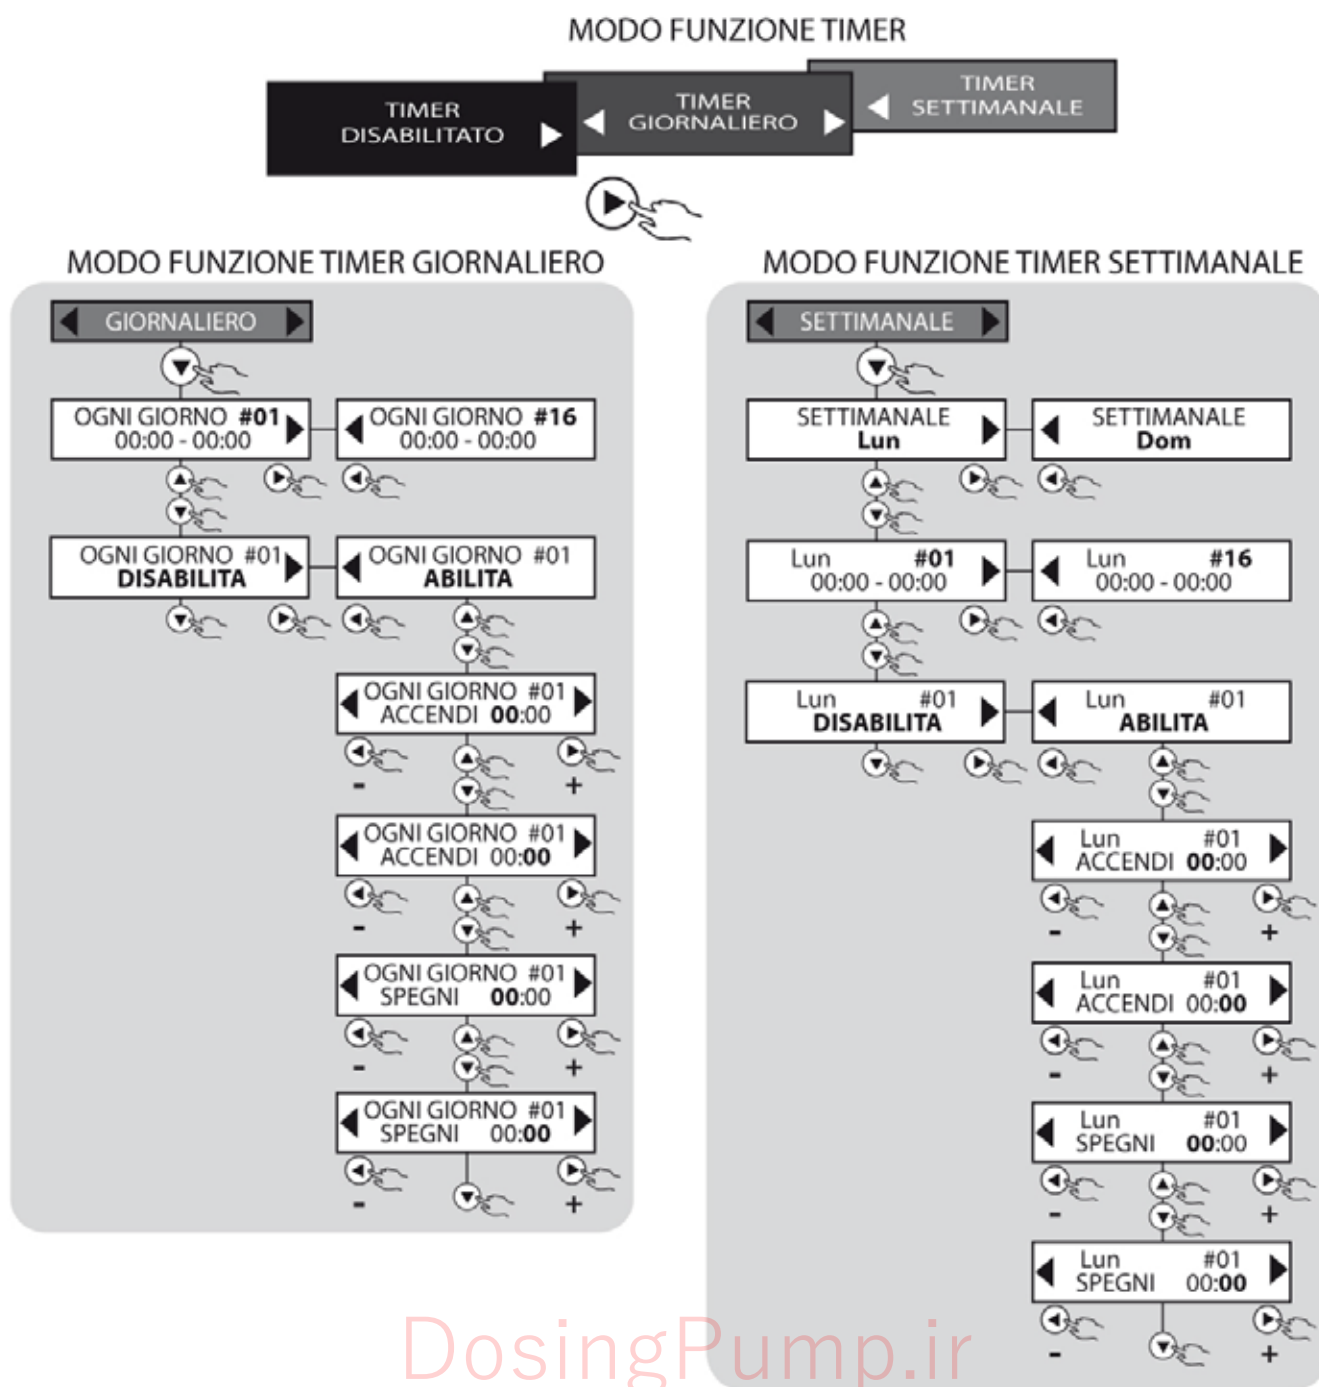 MODO FUNZIONE TIMER
TIMER
DISABILITATO
TIMER
GIORNALIERO
TIMER
SETTIMANALE
MODO FUNZIONE TIMER GIORNALIERO
GIORNALIERO
OGNI GIORNO #01
00:00 - 00:00
OGNI GIORNO #16
00:00 - 00:00
OGNI GIORNO #01
DISABILITA
OGNI GIORNO #01
ABILITA
OGNI GIORNO #01
ACCENDI 00:00
- +
OGNI GIORNO #01
ACCENDI 00:00
- +
OGNI GIORNO #01
SPEGNI 00:00
- +
OGNI GIORNO #01
SPEGNI 00:00
- +
MODO FUNZIONE TIMER SETTIMANALE
SETTIMANALE
SETTIMANALE
Lun
SETTIMANALE
Dom
Lun #01
00:00 - 00:00
Lun #16
00:00 - 00:00
Lun #01
DISABILITA
Lun #01
ABILITA
Lun #01
ACCENDI 00:00
- +
Lun #01
ACCENDI 00:00
- +
Lun #01
SPEGNI 00:00
- +
Lun #01
SPEGNI 00:00
- +
DosingPump.ir